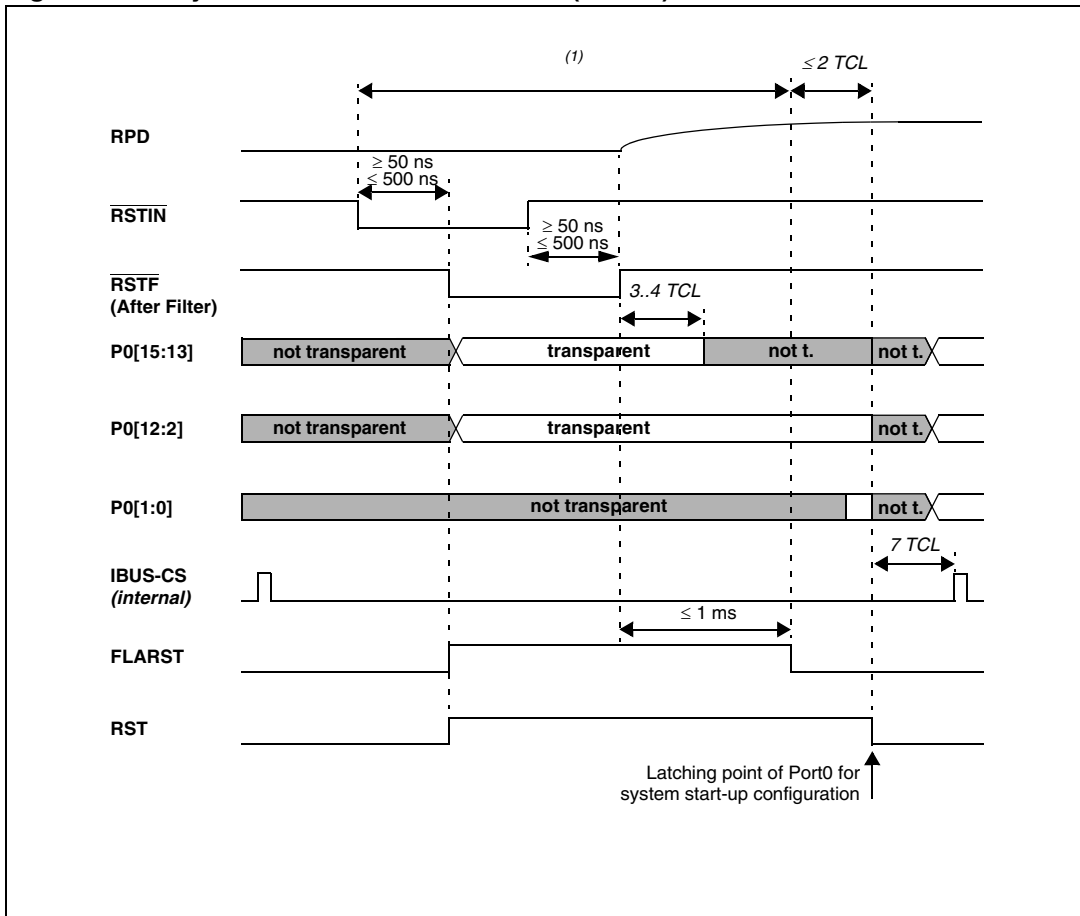 (1)
≤ 2 TCL
RPD
≥ 50 ns
≤ 500 ns
RSTIN
≥ 50 ns
≤ 500 ns
RSTF
(After Filter)
3..4 TCL
P0[15:13]
not transparent
transparent
not t.
not t.
P0[12:2]
not transparent
transparent
not t.
P0[1:0]
not transparent
not t.
7 TCL
IBUS-CS
(internal)
≤ 1 ms
FLARST
RST
Latching point of Port0 for
system start-up configuration